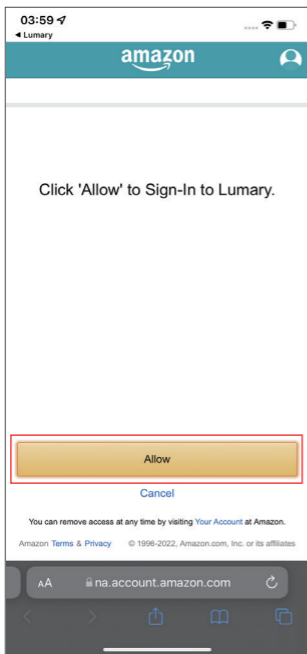 03:59
◀ Lumary
amazon
Click 'Allow' to Sign-In to Lumary.
Allow
Cancel
You can remove access at any time by visiting Your Account at Amazon.
Amazon Terms & Privacy © 1996-2022, Amazon.com, Inc. or its affiliates
AA na.account.amazon.com